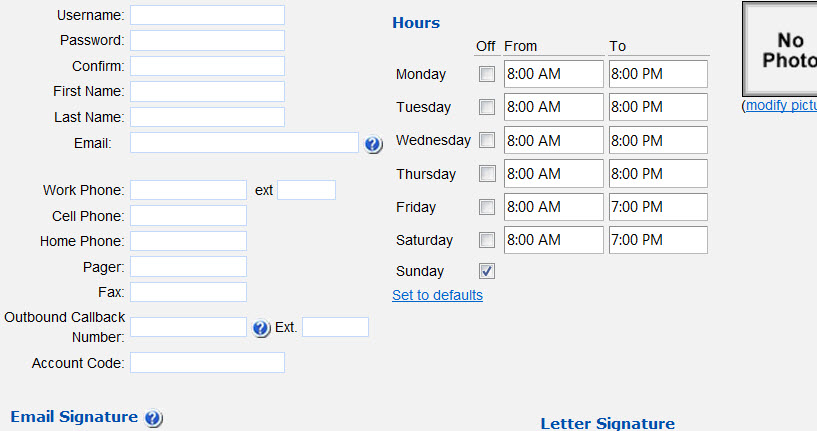 Username:
Password:
Confirm:
First Name:
Last Name:
Email: ?
Work Phone: ext
Cell Phone:
Home Phone:
Pager:
Fax:
Outbound Callback
Number: ? Ext.
Account Code:
Email Signature ?
Hours
Off From To
Monday 8:00 AM 8:00 PM
Tuesday 8:00 AM 8:00 PM
Wednesday 8:00 AM 8:00 PM
Thursday 8:00 AM 8:00 PM
Friday 8:00 AM 7:00 PM
Saturday 8:00 AM 7:00 PM
Sunday
Set to defaults
Letter Signature
No
Photo
(modify pictu